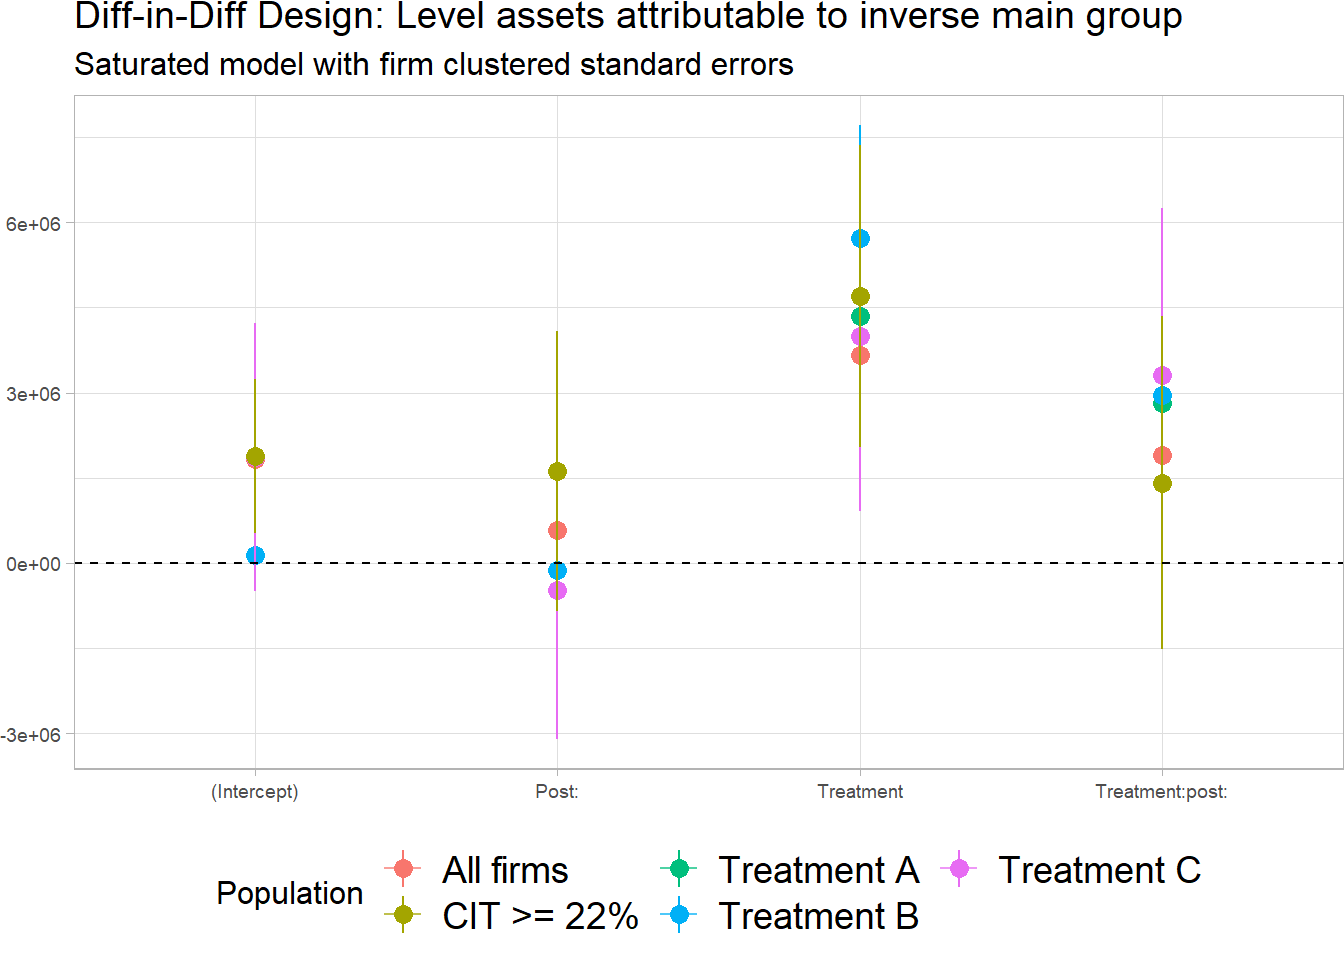 Diff-in-Diff Design: Level assets attributable to inverse main group
Saturated model with firm clustered standard errors
6e+06
3e+06
0e+00
-3e+06
(Intercept)
Post:
Treatment
Treatment:post:
Population
All firms
CIT >= 22%
Treatment A
Treatment B
Treatment C